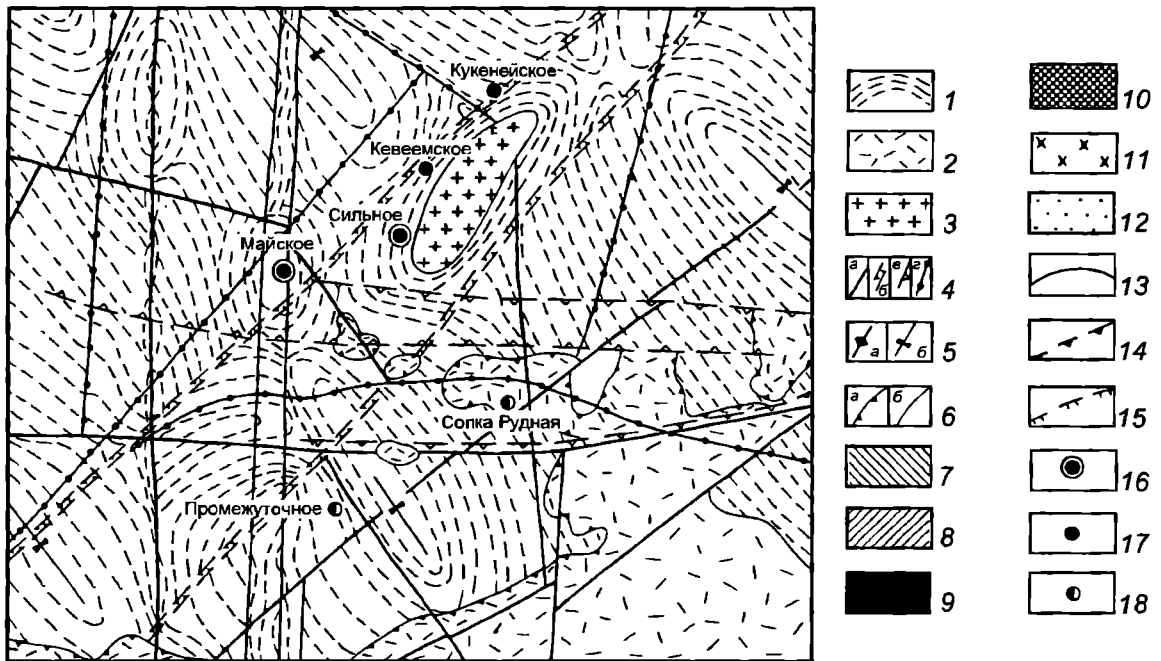 Кукенейское
Кевеемское
Сильное
Майское
Сопка Рудная
Промежуточное
1
2
3
а б в г 4
а б 5
а б 6
7
8
9
10
11
12
13
14
15
16
17
18